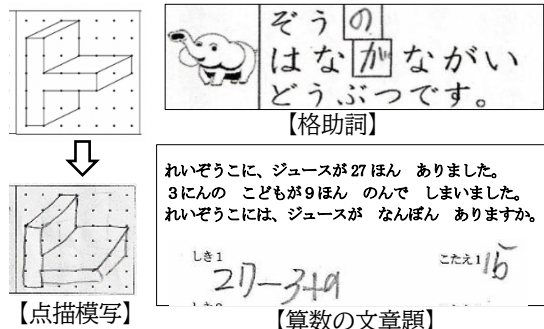 ぞうの
はながながい
どうぶつです。
【格助詞】
れいぞうこに、ジュースが 27 ほん ありました。
3にんの こどもが 9 ほん のんで しまいました。
れいぞうこには、ジュースが なんぼん ありますか。
しき1
27-3+9
こたえ1
15
【点描模写】
【算数の文章題】